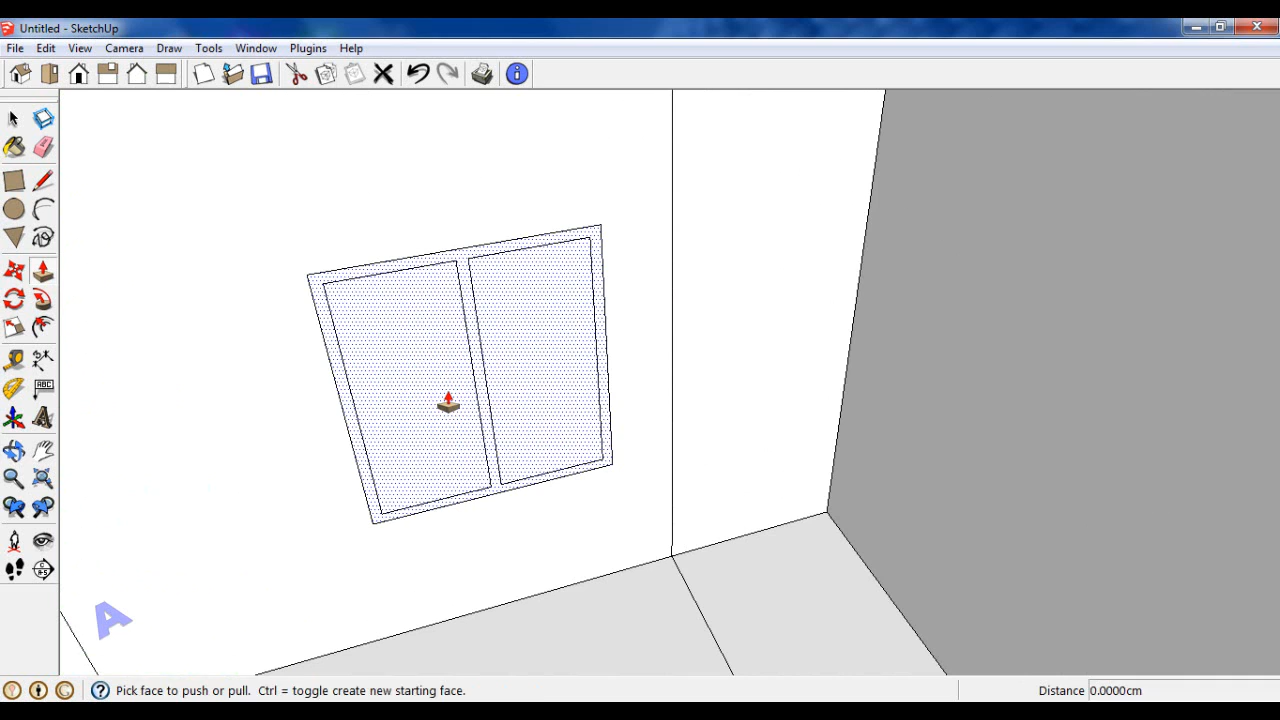 Untitled - SketchUp
File Edit View Camera Draw Tools Window Plugins Help
ABC
A
Pick face to push or pull. Ctrl = toggle create new starting face.
Distance 0.0000cm